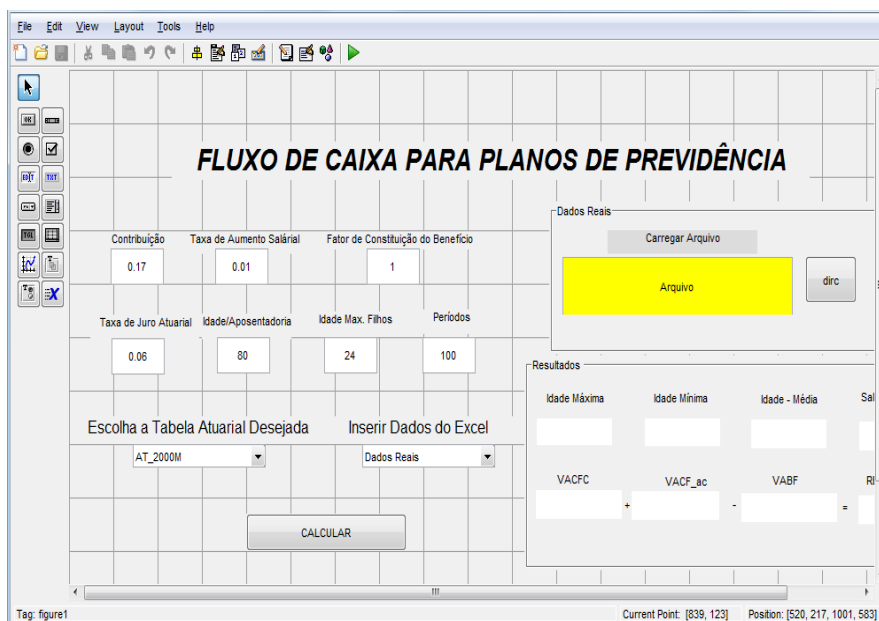 File Edit View Layout Tools Help
FLUXO DE CAIXA PARA PLANOS DE PREVIDÊNCIA
Dados Reais
Carregar Arquivo
Arquivo
dirc
Contribuíção Taxa de Aumento Salárial Fator de Constituição do Benefício
0.17 0.01 1
Taxa de Juro Atuarial Idade/Aposentadoria Idade Max. Filhos Períodos
0.06 80 24 100
Escolha a Tabela Atuarial Desejada Inserir Dados do Excel
AT_2000M Dados Reais
CALCULAR
Resultados
Idade Máxima Idade Mínima Idade - Média Sal
VACFC VACF_ac VABF
+ - =
Tag: figure1 Current Point: [839, 123] Position: [520, 217, 1001, 583]